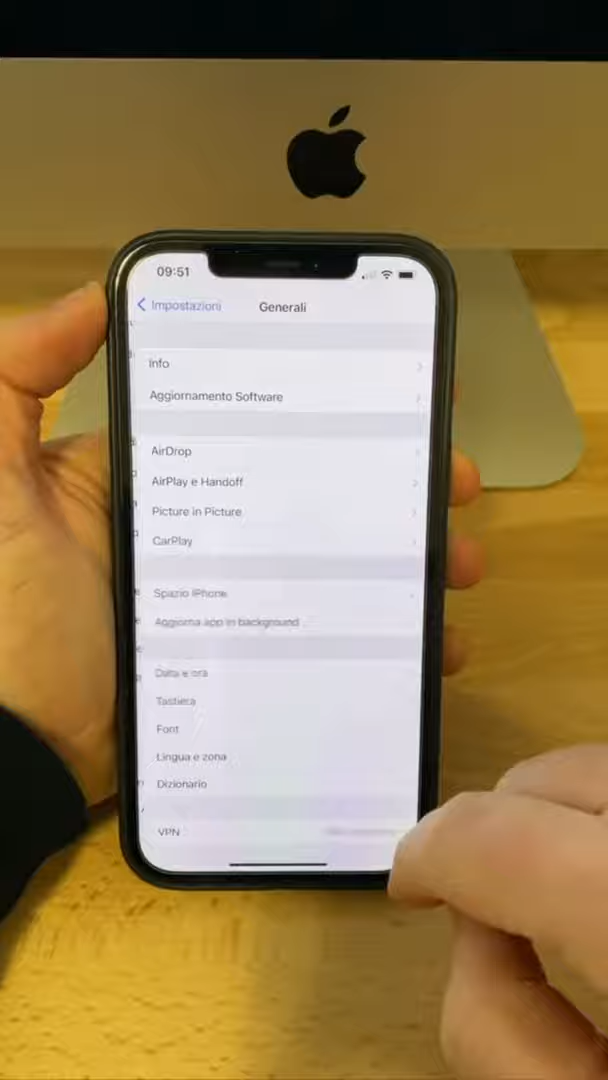 09:51
Impostazioni
Generali
Info
Aggiornamento Software
AirDrop
AirPlay e Handoff
Picture in Picture
CarPlay
Spazio iPhone
Aggiorna app in background
Data e ora
Tastiera
Font
Lingua e zona
Dizionario
VPN